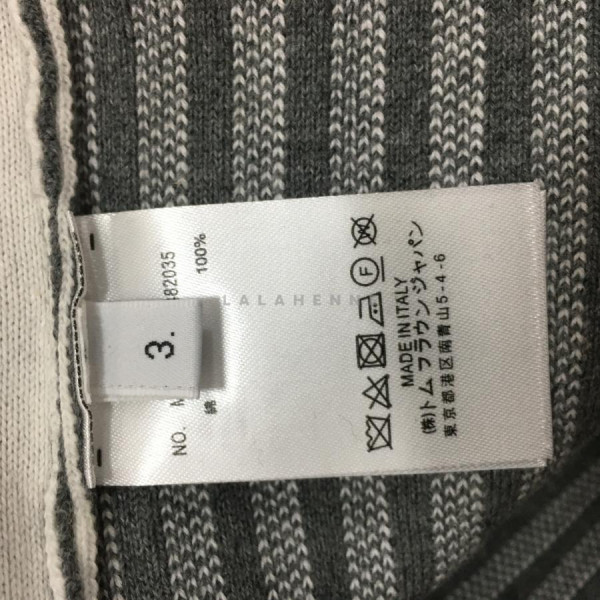 NO. M 382035
綿 100%
3.
MADE IN ITALY
(株)トム ブラウン ジャパン
東京都港区南青山5-4-6
F
LALAHENN